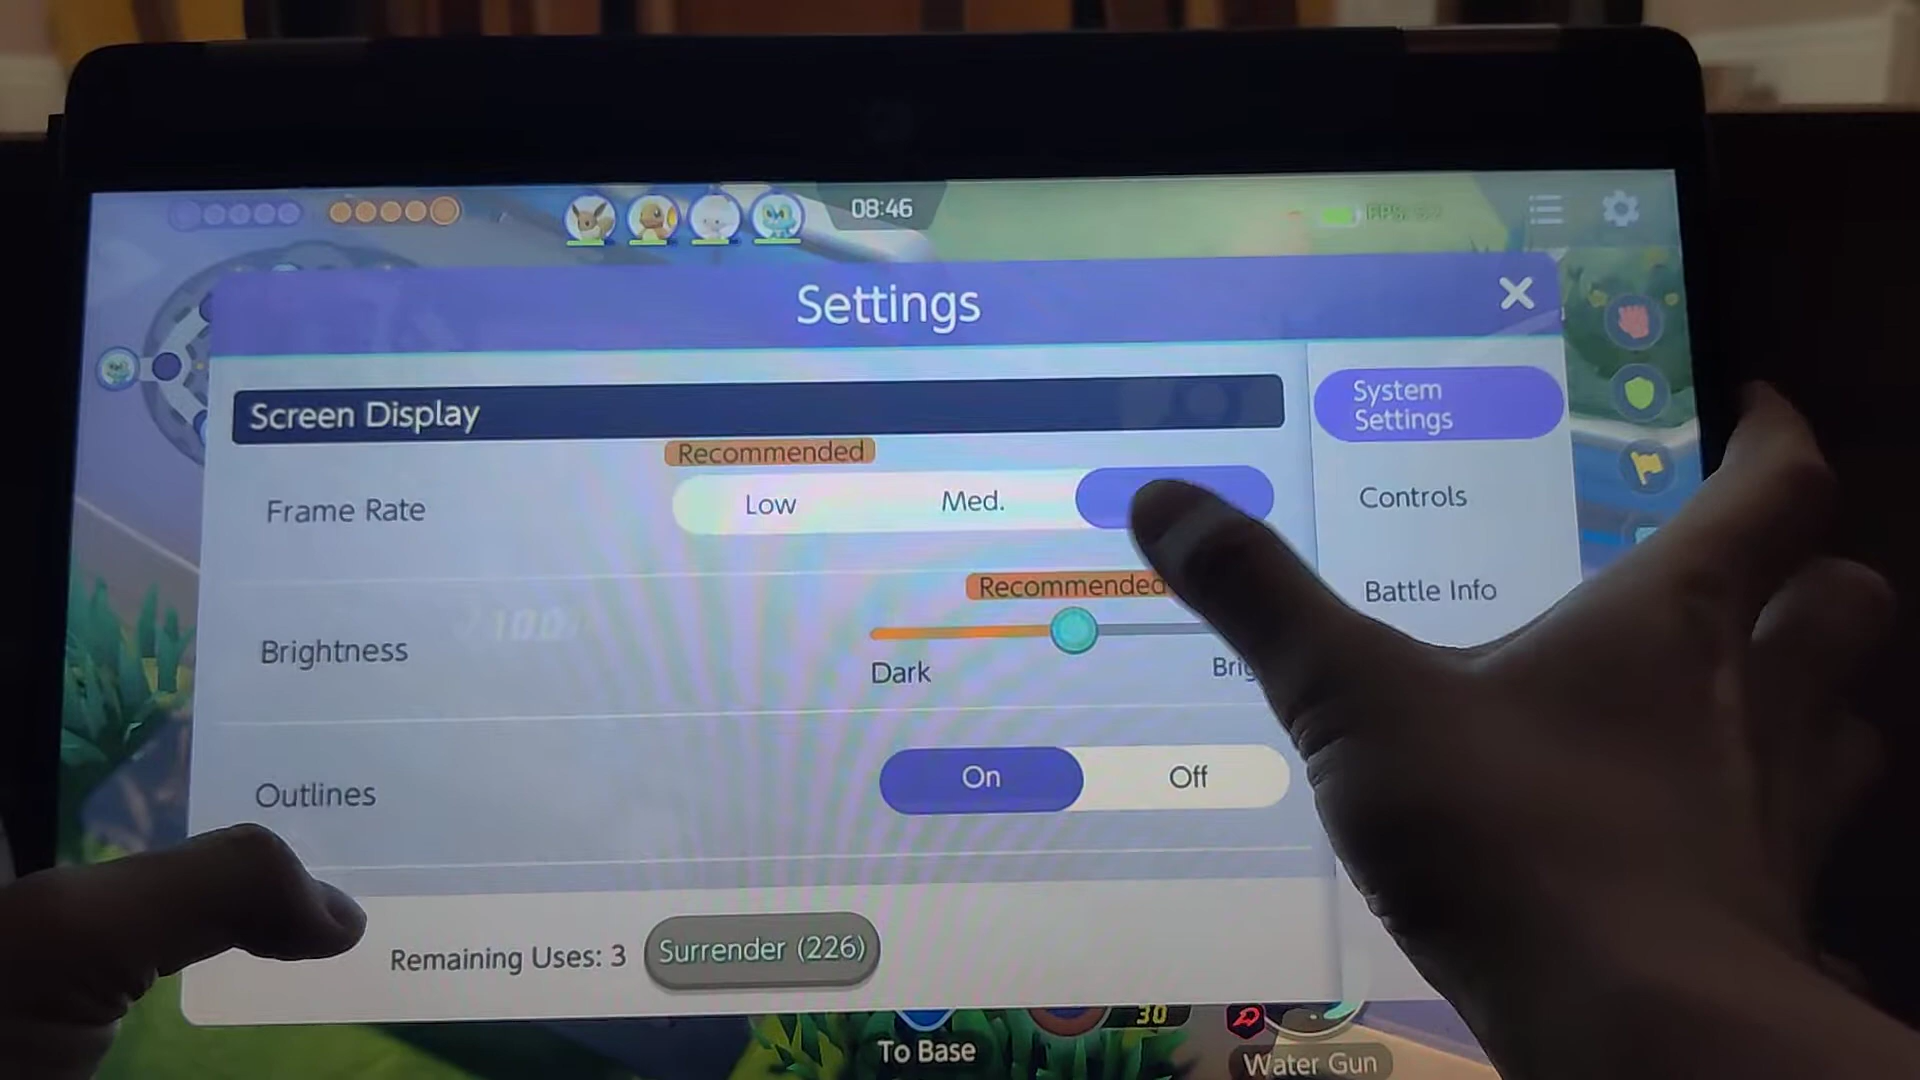 08:46
FPS:
Settings
Screen Display
System
Settings
Recommended
Frame Rate
Low
Med.
Controls
Recommended
Battle Info
Brightness
Dark
Outlines
On
Off
Remaining Uses: 3
Surrender (226)
30
To Base
Water Gun